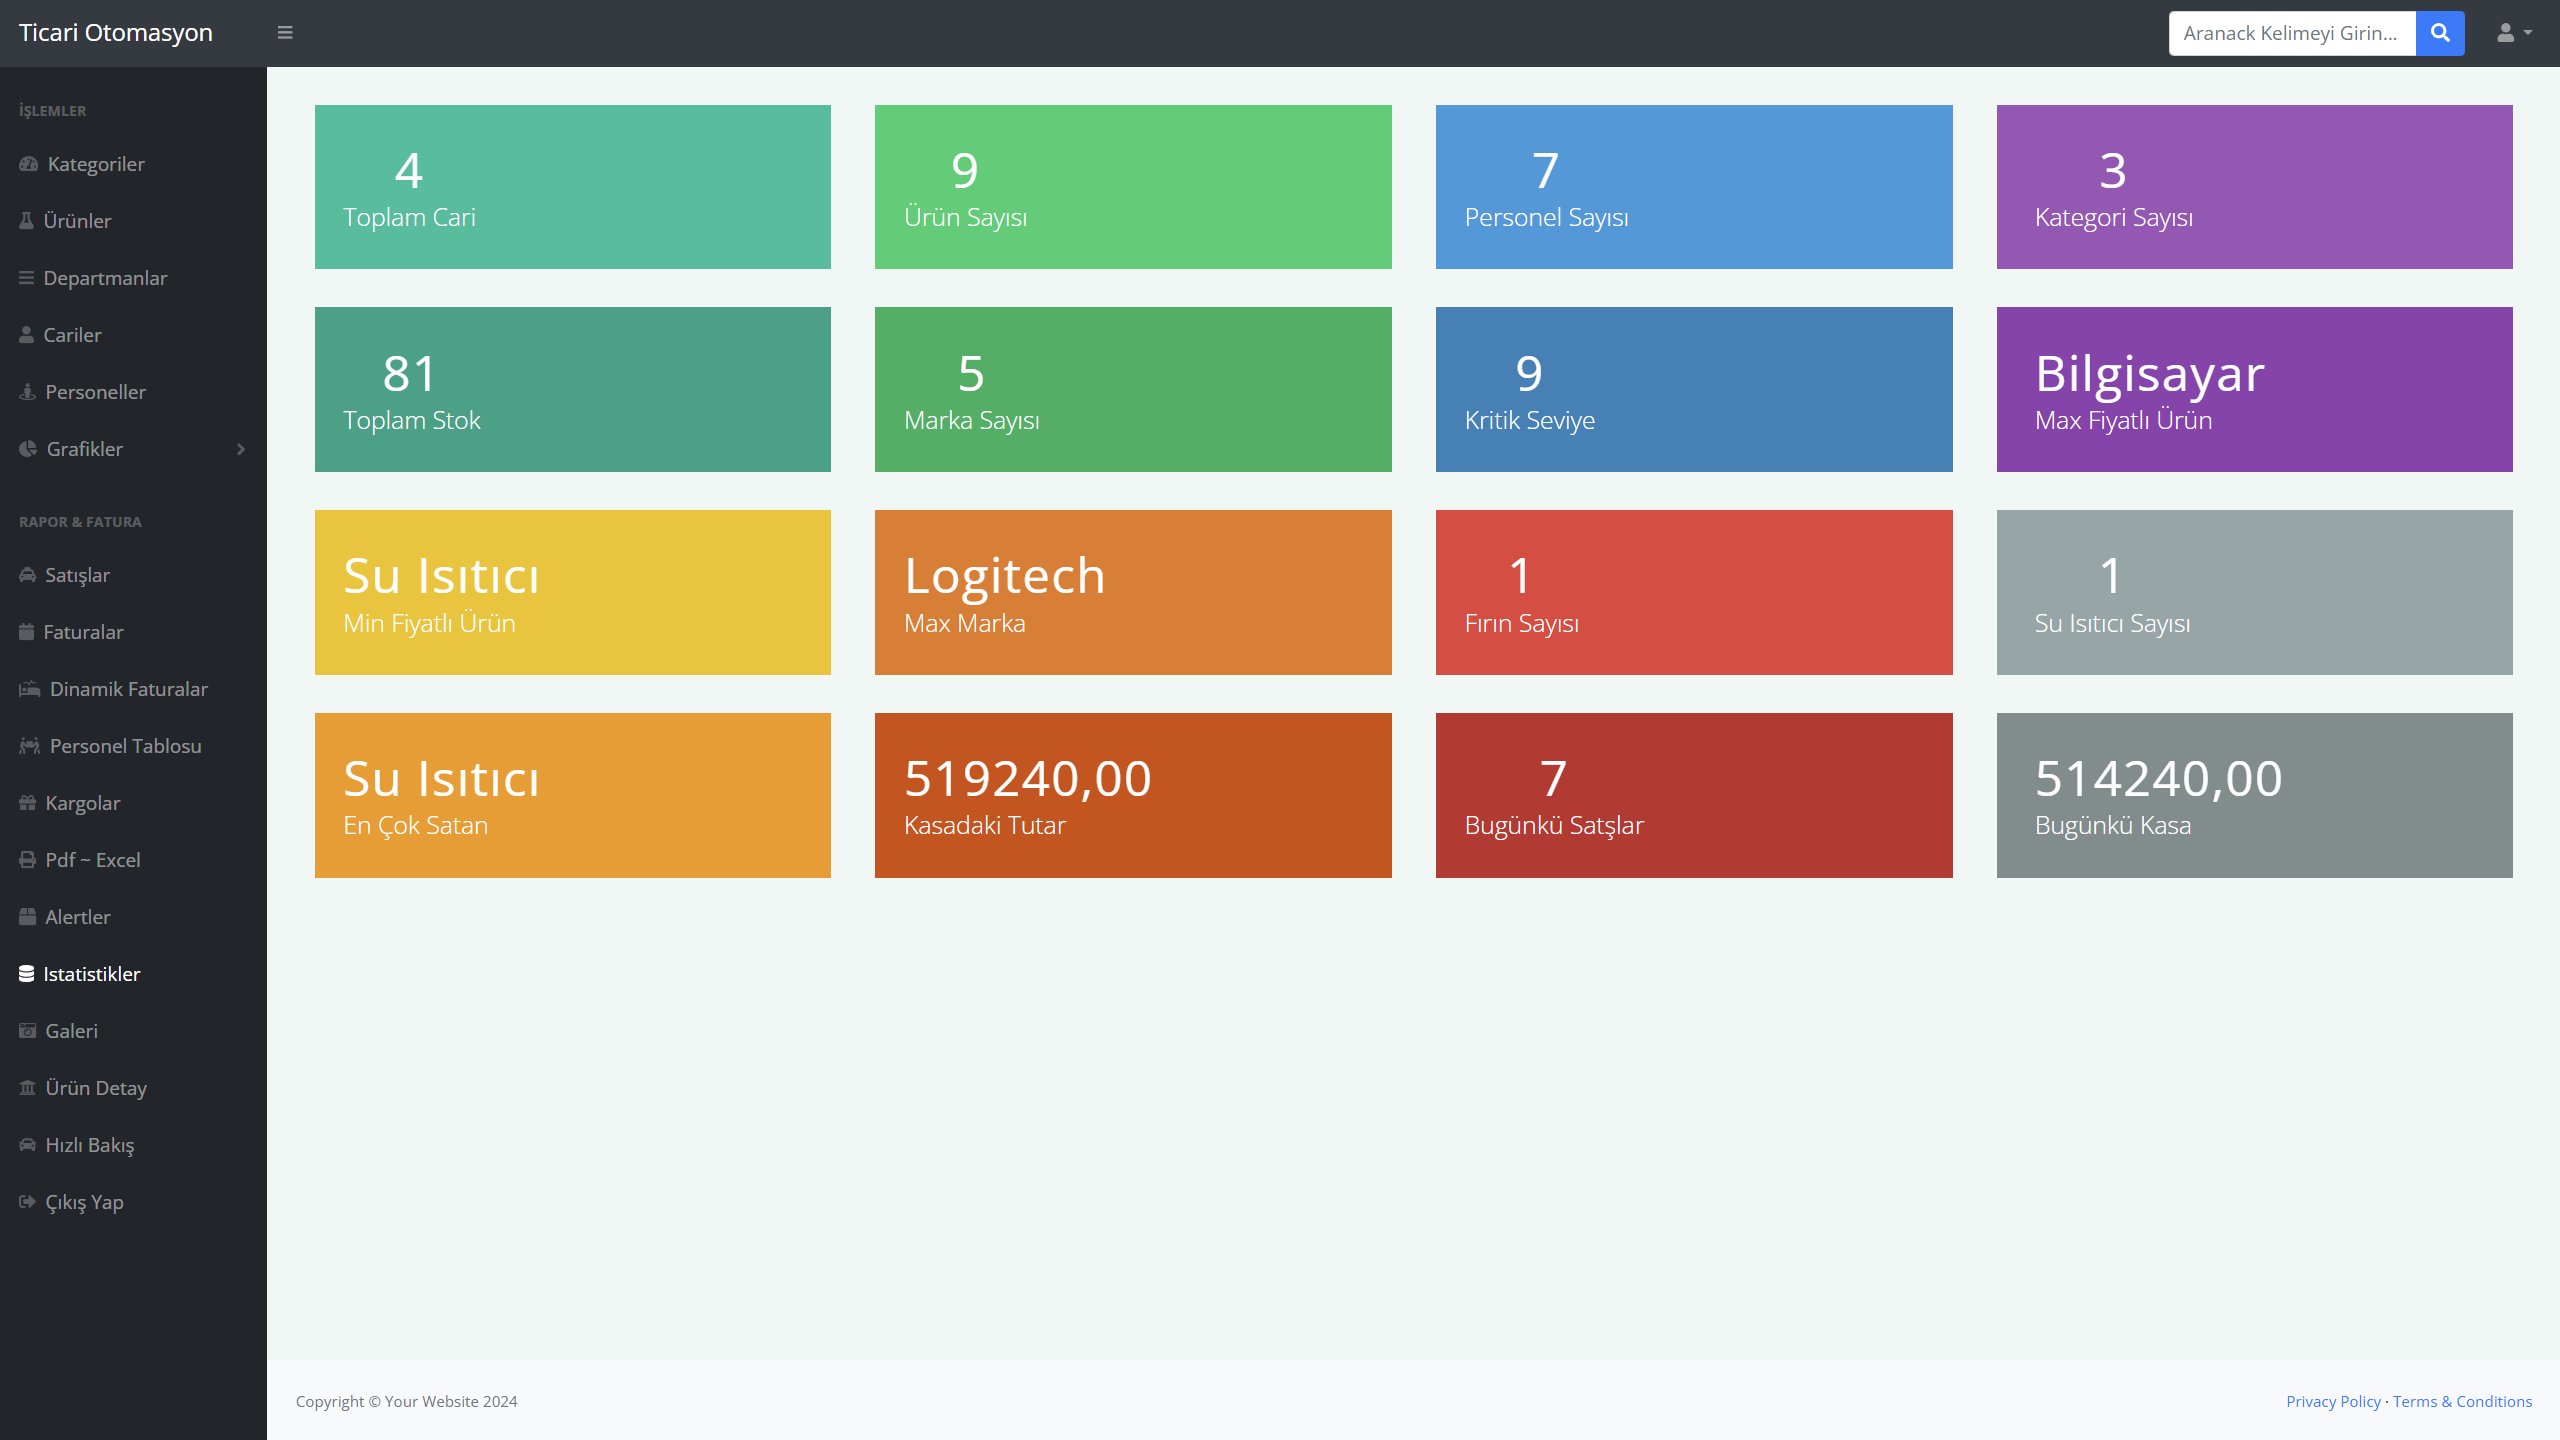 Ticari Otomasyon
Aranack Kelimeyi Girin...
İŞLEMLER
Kategoriler
Ürünler
Departmanlar
Cariler
Personeller
Grafikler
RAPOR & FATURA
Satışlar
Faturalar
Dinamik Faturalar
Personel Tablosu
Kargolar
Pdf ~ Excel
Alertler
Istatistikler
Galeri
Ürün Detay
Hızlı Bakış
Çıkış Yap
4
Toplam Cari
9
Ürün Sayısı
7
Personel Sayısı
3
Kategori Sayısı
81
Toplam Stok
5
Marka Sayısı
9
Kritik Seviye
Bilgisayar
Max Fiyatlı Ürün
Su Isıtıcı
Min Fiyatlı Ürün
Logitech
Max Marka
1
Fırın Sayısı
1
Su Isıtıcı Sayısı
Su Isıtıcı
En Çok Satan
519240,00
Kasadaki Tutar
7
Bugünkü Satşlar
514240,00
Bugünkü Kasa
Copyright © Your Website 2024
Privacy Policy · Terms & Conditions